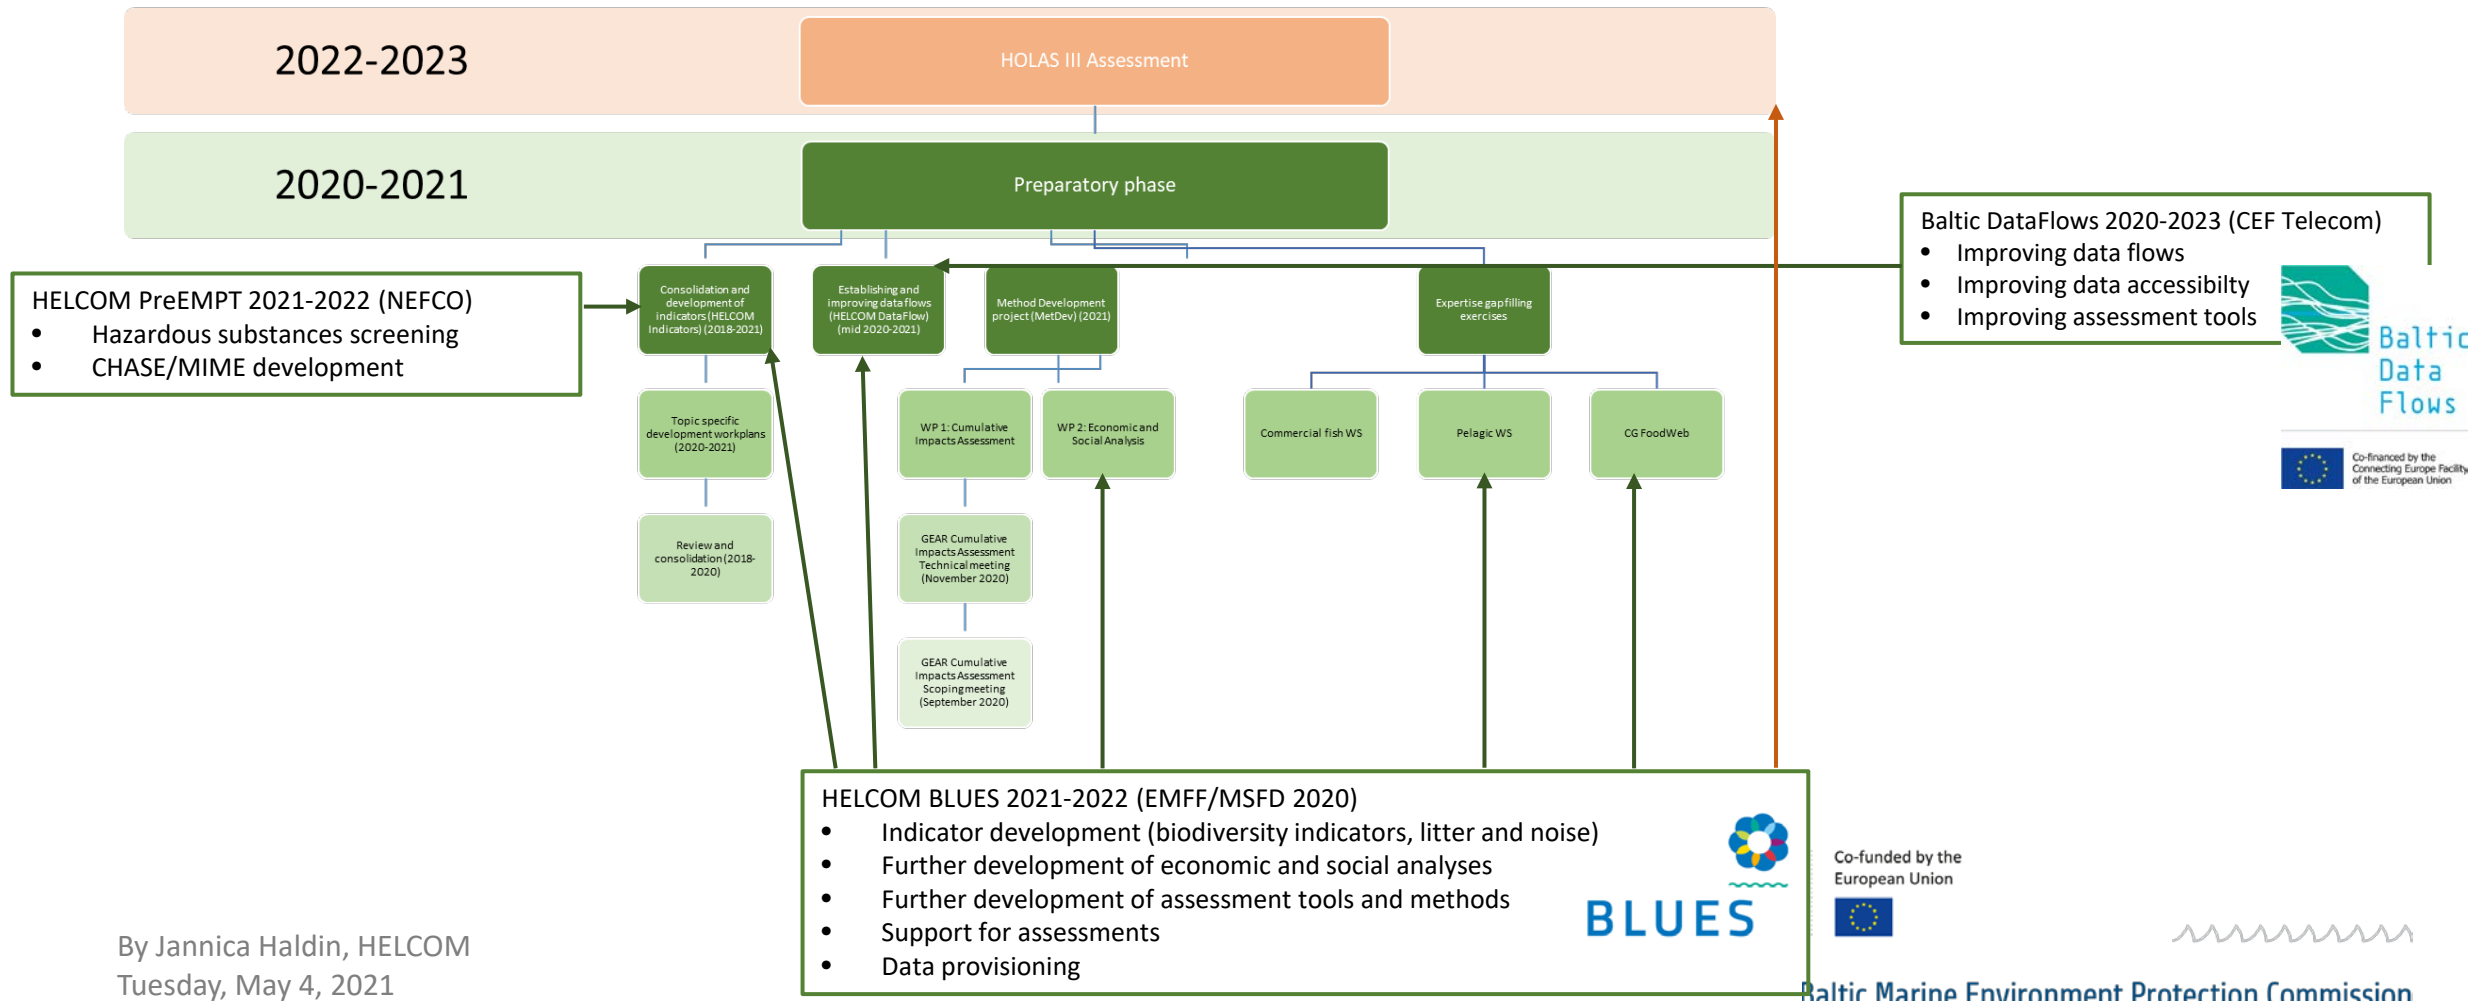 2022-2023
HOLAS III Assessment
2020-2021
Preparatory phase
HELCOM PreEMPT 2021-2022 (NEFCO)
• Hazardous substances screening
• CHASE/MIME development
Consolidation and
development of
indicators (HELCOM
Indicators) (2018-2021)
Establishing and
improving dataflows
(HELCOM DataFlow)
(mid 2020-2021)
Method Development
project (MetDev) (2021)
Expertise gap filling
exercises
Baltic DataFlows 2020-2023 (CEF Telecom)
• Improving data flows
• Improving data accessibilty
• Improving assessment tools
Baltic
Data
Flows
Co-financed by the
Connecting Europe Facility
of the European Union
Topic specific
development workplans
(2020-2021)
WP 1: Cumulative
Impacts Assessment
WP 2: Economic and
Social Analysis
Commercial fish WS
Pelagic WS
CG FoodWeb
Review and
consolidation (2018-
2020)
GEAR Cumulative
Impacts Assessment
Technical meeting
(November 2020)
GEAR Cumulative
Impacts Assessment
Scoping meeting
(September 2020)
HELCOM BLUES 2021-2022 (EMFF/MSFD 2020)
• Indicator development (biodiversity indicators, litter and noise)
• Further development of economic and social analyses
• Further development of assessment tools and methods
• Support for assessments
• Data provisioning
BLUES
Co-funded by the
European Union
By Jannica Haldin, HELCOM
Tuesday, May 4, 2021
Baltic Marine Environment Protection Commission